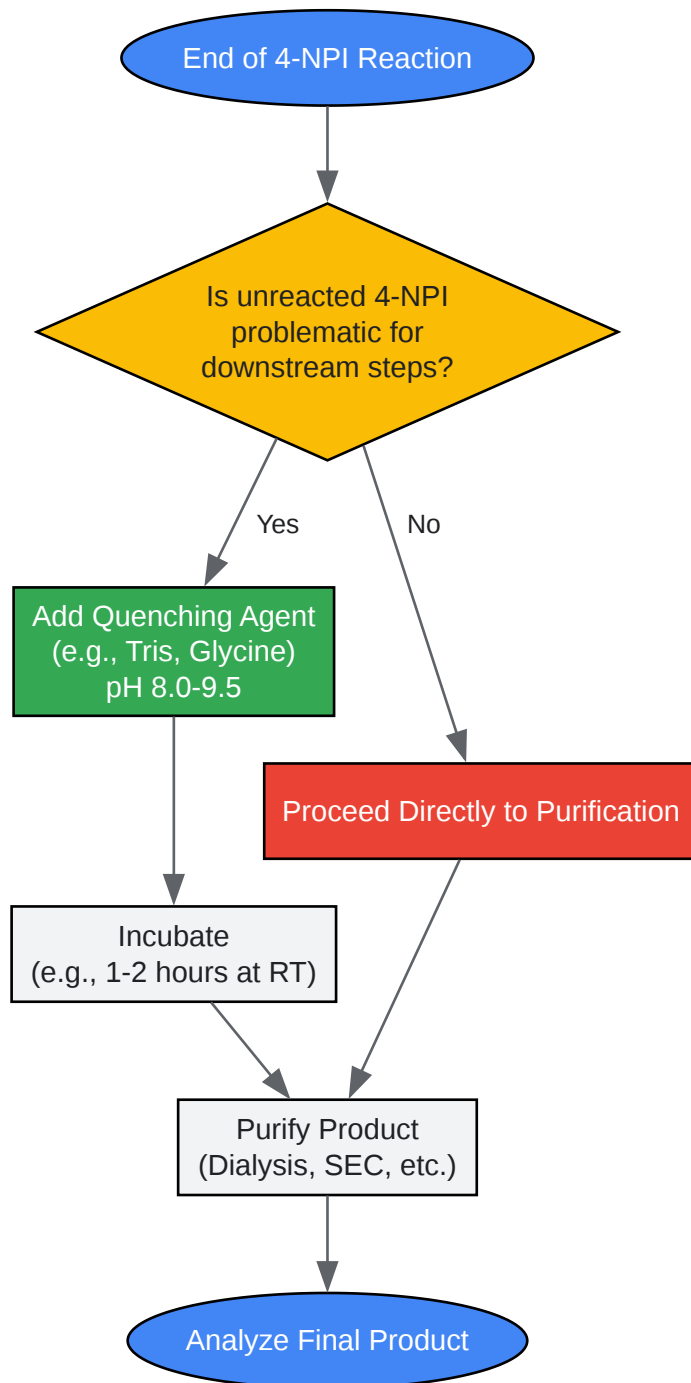 End of 4-NPI Reaction
Is unreacted 4-NPI
problematic for
downstream steps?
Yes
No
Add Quenching Agent
(e.g., Tris, Glycine)
pH 8.0-9.5
Proceed Directly to Purification
Incubate
(e.g., 1-2 hours at RT)
Purify Product
(Dialysis, SEC, etc.)
Analyze Final Product